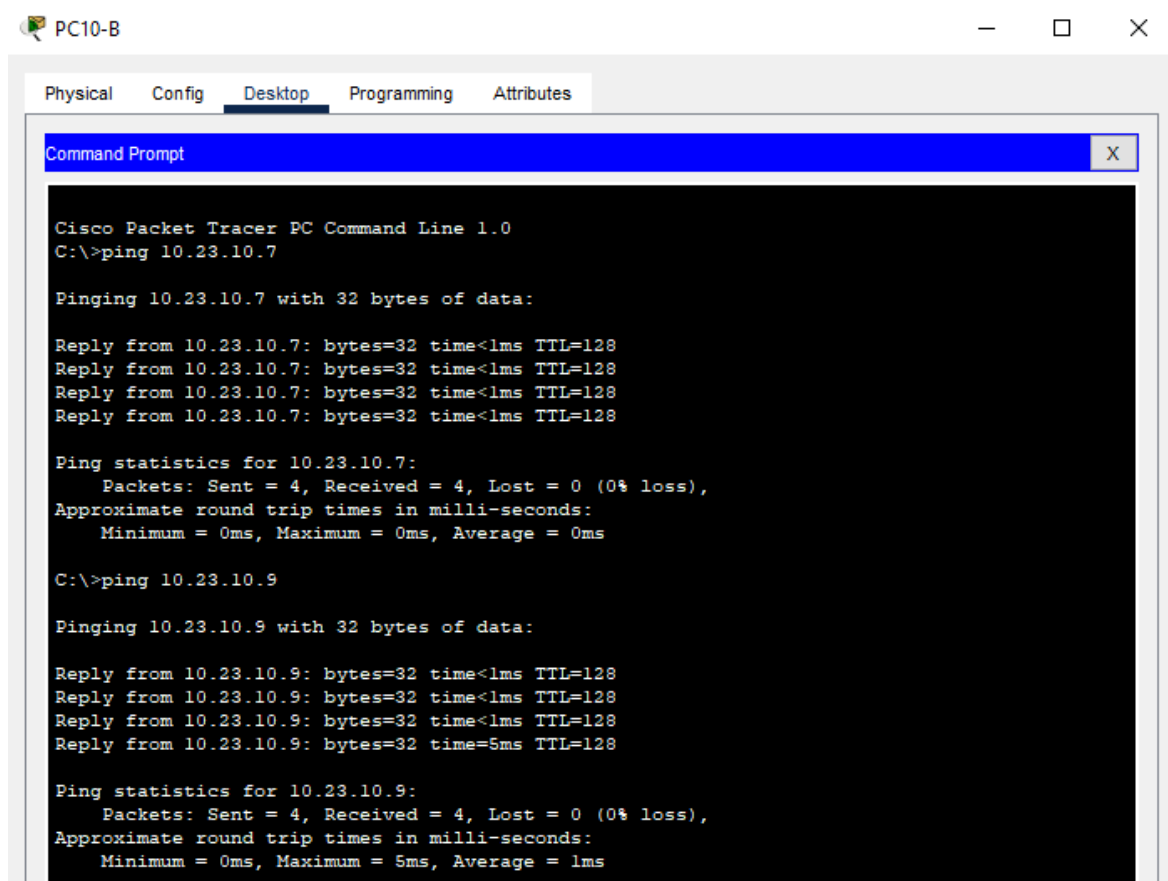 PC10-B
Physical Config Desktop Programming Attributes
Command Prompt X
Cisco Packet Tracer PC Command Line 1.0
C:\>ping 10.23.10.7
Pinging 10.23.10.7 with 32 bytes of data:
Reply from 10.23.10.7: bytes=32 time<1ms TTL=128
Reply from 10.23.10.7: bytes=32 time<1ms TTL=128
Reply from 10.23.10.7: bytes=32 time<1ms TTL=128
Reply from 10.23.10.7: bytes=32 time<1ms TTL=128
Ping statistics for 10.23.10.7:
Packets: Sent = 4, Received = 4, Lost = 0 (0% loss),
Approximate round trip times in milli-seconds:
Minimum = 0ms, Maximum = 0ms, Average = 0ms
C:\>ping 10.23.10.9
Pinging 10.23.10.9 with 32 bytes of data:
Reply from 10.23.10.9: bytes=32 time<1ms TTL=128
Reply from 10.23.10.9: bytes=32 time<1ms TTL=128
Reply from 10.23.10.9: bytes=32 time<1ms TTL=128
Reply from 10.23.10.9: bytes=32 time=5ms TTL=128
Ping statistics for 10.23.10.9:
Packets: Sent = 4, Received = 4, Lost = 0 (0% loss),
Approximate round trip times in milli-seconds:
Minimum = 0ms, Maximum = 5ms, Average = 1ms